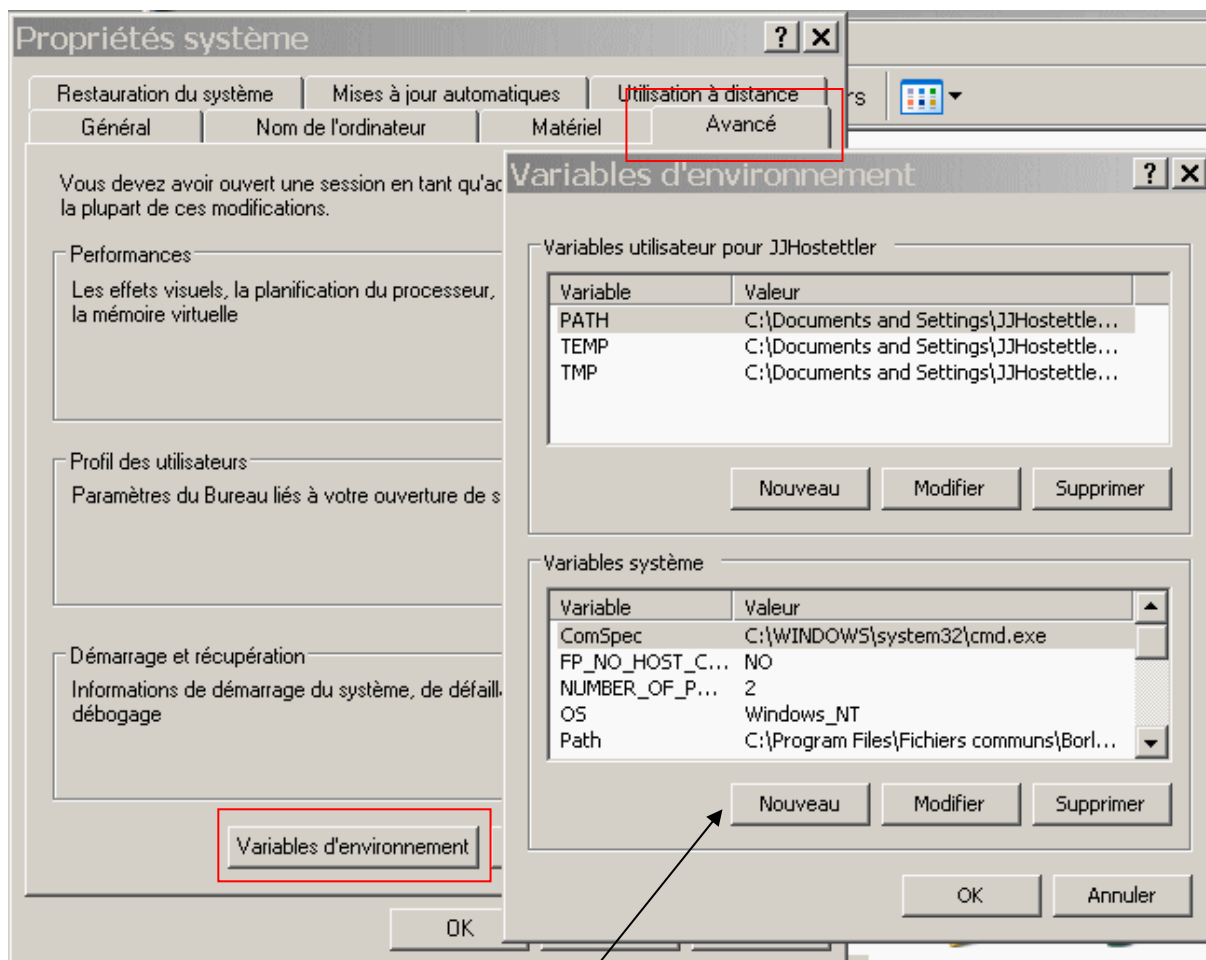 Propriétés système
Restauration du système
Mises à jour automatiques
Utilisation à distance
Général
Nom de l'ordinateur
Matériel
Avancé
Vous devez avoir ouvert une session en tant qu'ad
la plupart de ces modifications.
Performances
Les effets visuels, la planification du processeur,
la mémoire virtuelle
Profil des utilisateurs
Paramètres du Bureau liés à votre ouverture de s
Démarrage et récupération
Informations de démarrage du système, de défaill
débogage
Variables d'environnement
OK
rs
Variables d'environnement
Variables utilisateur pour JJHostettler
Variable Valeur
PATH C:\Documents and Settings\JJHostettle...
TEMP C:\Documents and Settings\JJHostettle...
TMP C:\Documents and Settings\JJHostettle...
Nouveau Modifier Supprimer
Variables système
Variable Valeur
ComSpec C:\WINDOWS\system32\cmd.exe
FP_NO_HOST_C... NO
NUMBER_OF_P... 2
OS Windows_NT
Path C:\Program Files\Fichiers communs\Borl...
Nouveau Modifier Supprimer
OK Annuler